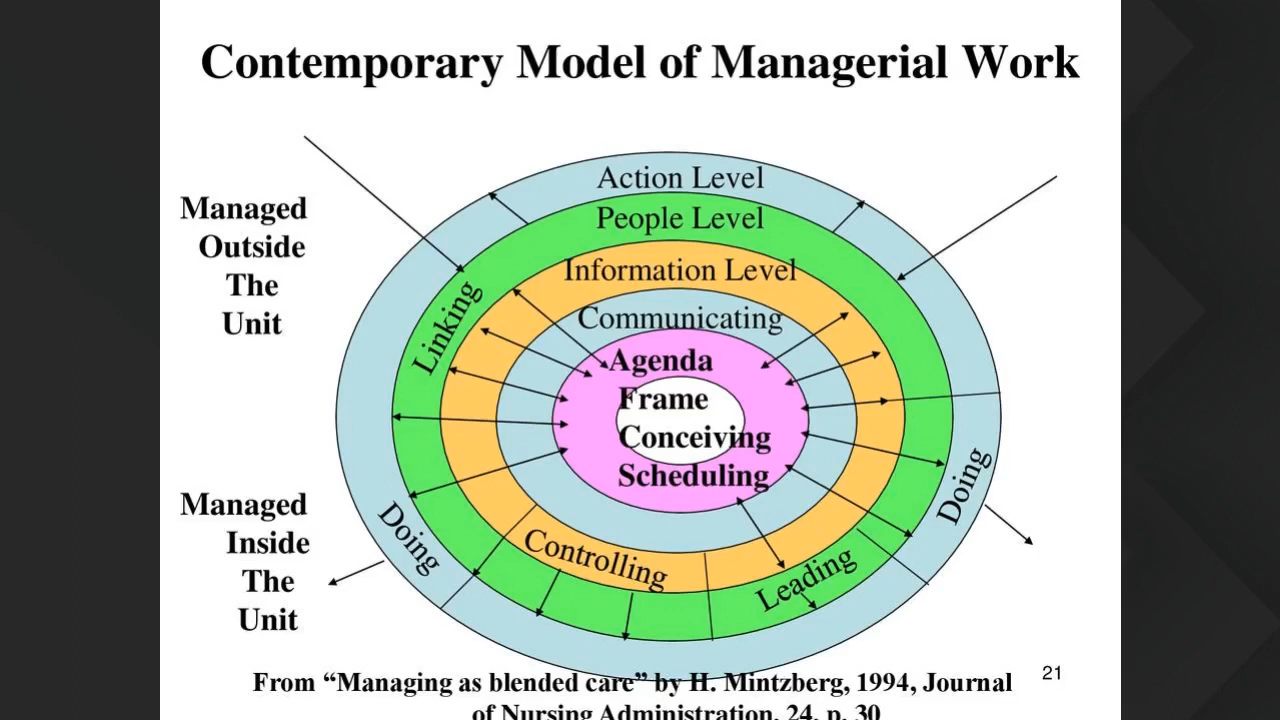 Contemporary Model of Managerial Work
Action Level
People Level
Information Level
Communicating
Managed
Outside
The
Unit
Linking
Agenda
Frame
Conceiving
Scheduling
Managed
Inside
The
Unit
Doing
Controlling
Leading
Doing
From “Managing as blended care” by H. Mintzberg, 1994, Journal
of Nursing Administration, 24, p. 30
21